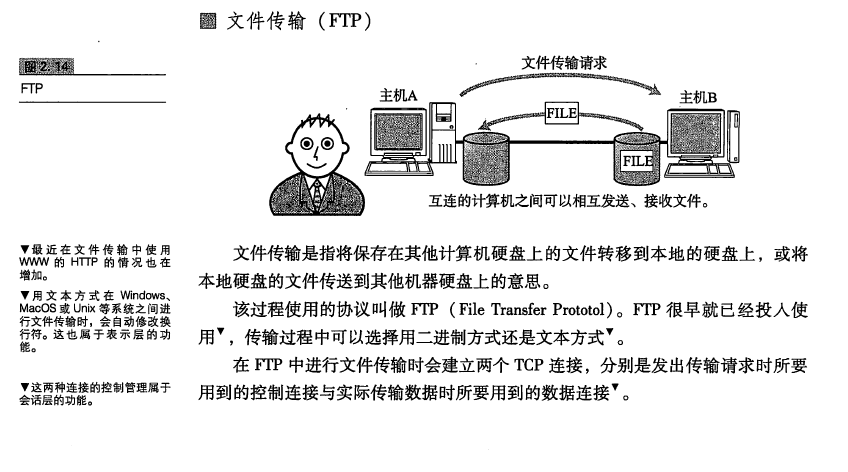 文件传输（FTP）
图2.14
FTP
文件传输请求
主机A
主机B
FILE
FILE
互连的计算机之间可以相互发送、接收文件。
▼最近在文件传输中使用
WWW 的 HTTP 的情况也在
增加。
▼用文本方式在 Windows、
MacOS 或 Unix 等系统之间进
行文件传输时，会自动修改换
行符。这也属于表示层的功
能。
▼这两种连接的控制管理属于
会话层的功能。
文件传输是指将保存在其他计算机硬盘上的文件转移到本地的硬盘上，或将
本地硬盘的文件传送到其他机器硬盘上的意思。
该过程使用的协议叫做 FTP（File Transfer Prototol）。FTP 很早就已经投入使
用▼，传输过程中可以选择用二进制方式还是文本方式▼。
在 FTP 中进行文件传输时会建立两个 TCP 连接，分别是发出传输请求时所要
用到的控制连接与实际传输数据时所要用到的数据连接▼。